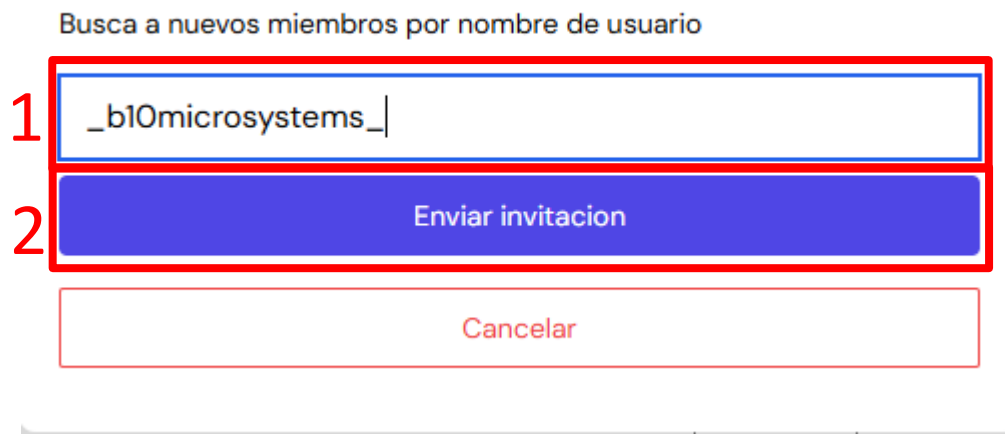 Busca a nuevos miembros por nombre de usuario
1
_b10microsystems_
2
Enviar invitacion
Cancelar